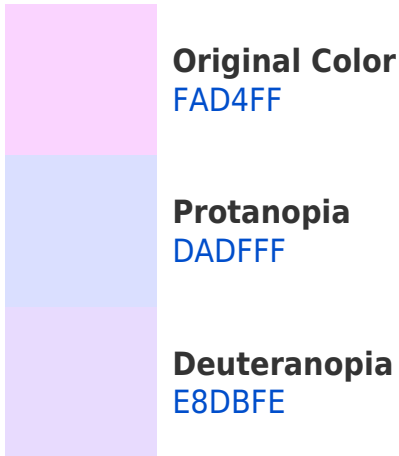 Original Color
FAD4FF
Protanopia
DADFFF
Deuteranopia
E8DBFE